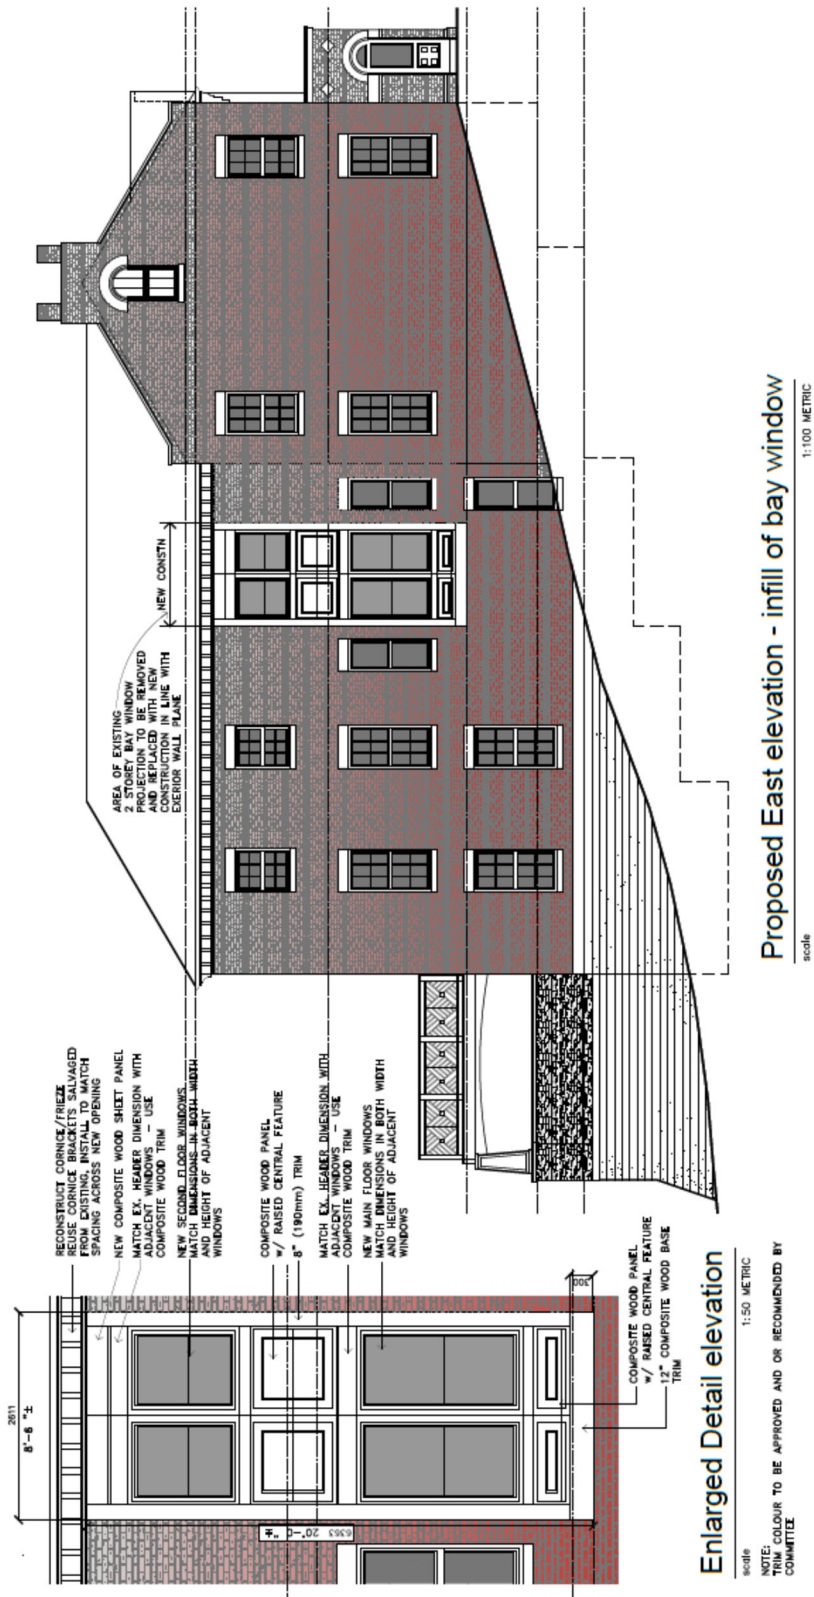 AREA OF EXISTING
2 STOREY BAY WINDOW
PROJECTION TO BE REMOVED
AND REPLACED WITH NEW
CONSTRUCTION IN LINE WITH
EXERIOR WALL PLANE
NEW CONSTN
Proposed East elevation - infill of bay window
scale
1:100 METRIC
RECONSTRUCT CORNICE/FRIEZE
REUSE CORNICE BRACKETS SALVAGED
FROM EXISTING, INSTALL TO MATCH
SPACING ACROSS NEW OPENING
NEW COMPOSITE WOOD SHEET PANEL
MATCH EX. HEADER DIMENSION WITH
ADJACENT WINDOWS - USE
COMPOSITE WOOD TRIM
NEW SECOND FLOOR WINDOWS
MATCH DIMENSIONS IN BOTH WIDTH
AND HEIGHT OF ADJACENT
WINDOWS
COMPOSITE WOOD PANEL
w/ RAISED CENTRAL FEATURE
8" (190mm) TRIM
MATCH EX. HEADER DIMENSION WITH
ADJACENT WINDOWS - USE
COMPOSITE WOOD TRIM
NEW MAIN FLOOR WINDOWS
MATCH DIMENSIONS IN BOTH WIDTH
AND HEIGHT OF ADJACENT
WINDOWS
COMPOSITE WOOD PANEL
w/ RAISED CENTRAL FEATURE
12" COMPOSITE WOOD BASE
TRIM
2611
8'-6 "±
300
Enlarged Detail elevation
scale
1:50 METRIC
NOTE:
TRIM COLOUR TO BE APPROVED AND OR RECOMMENDED BY
COMMITTEE